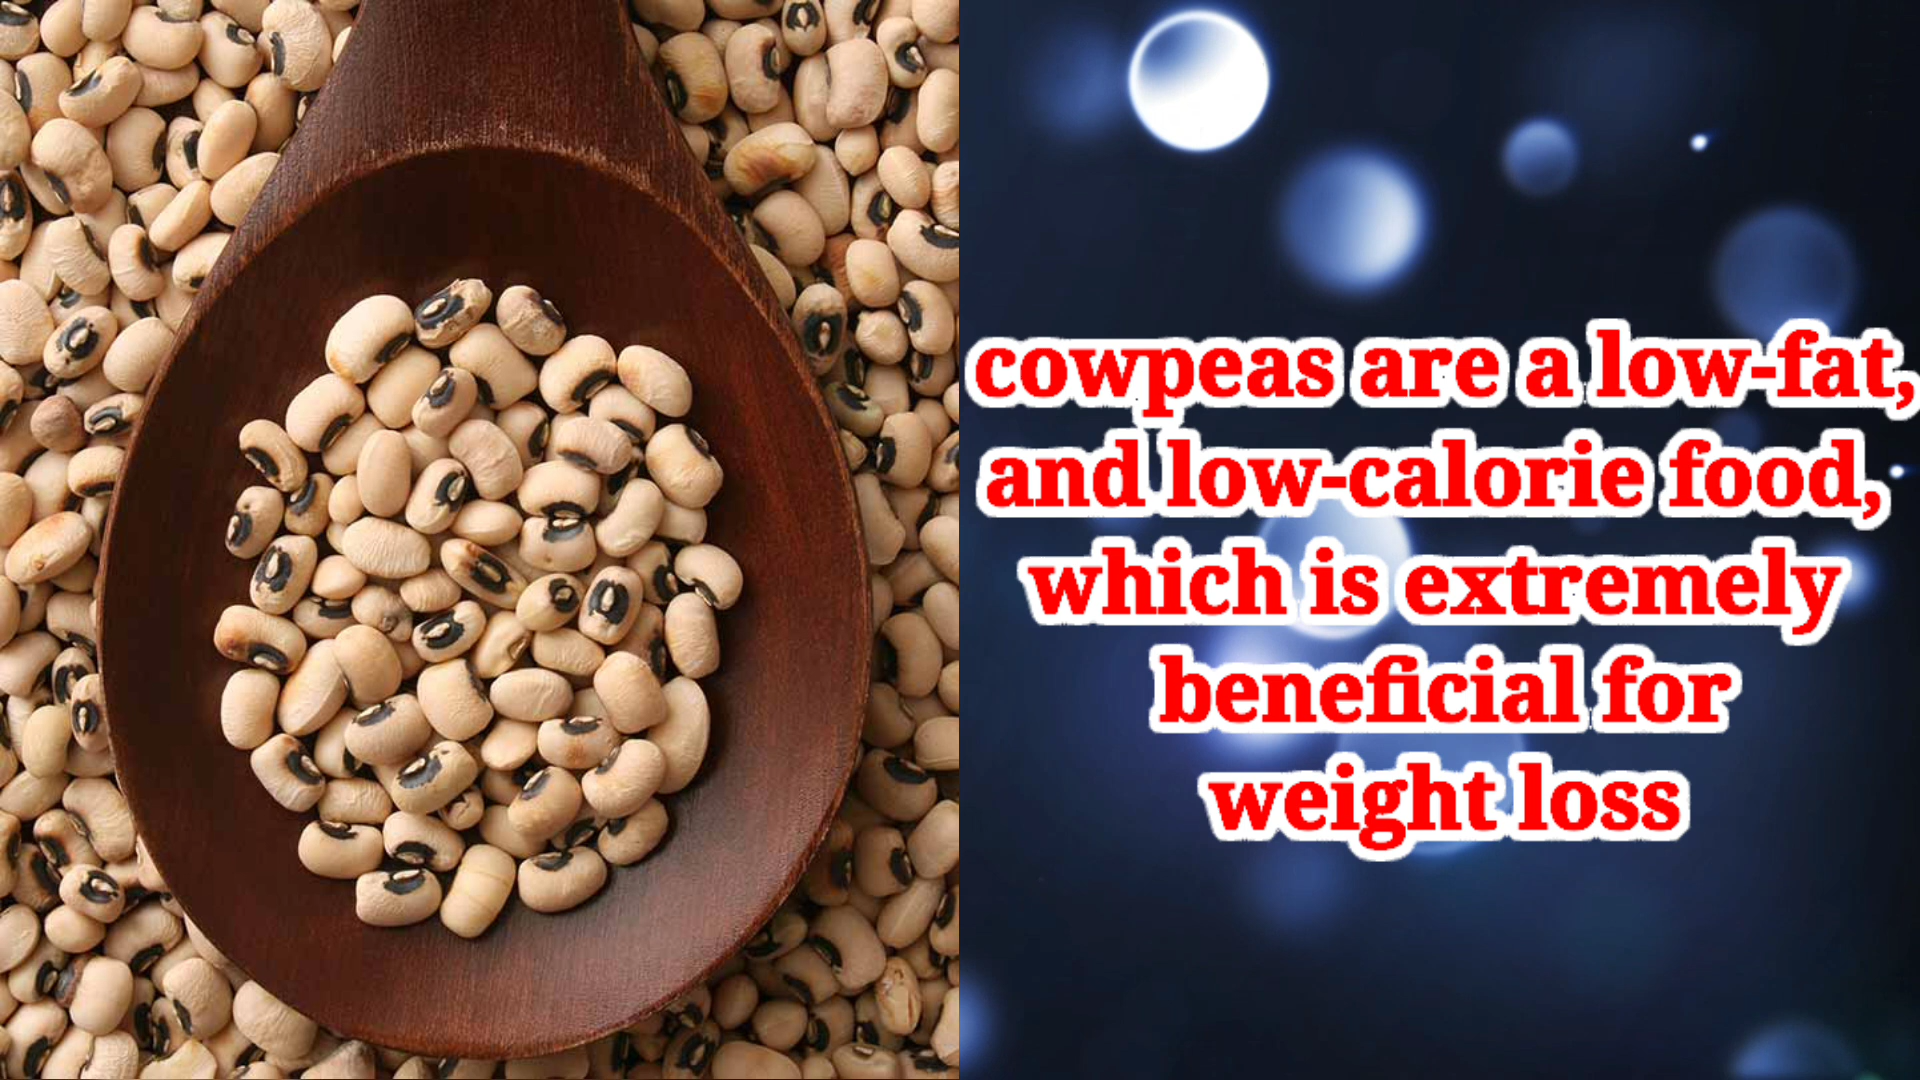 cowpeas are a low-fat,
and low-calorie food,
which is extremely
beneficial for
weight loss